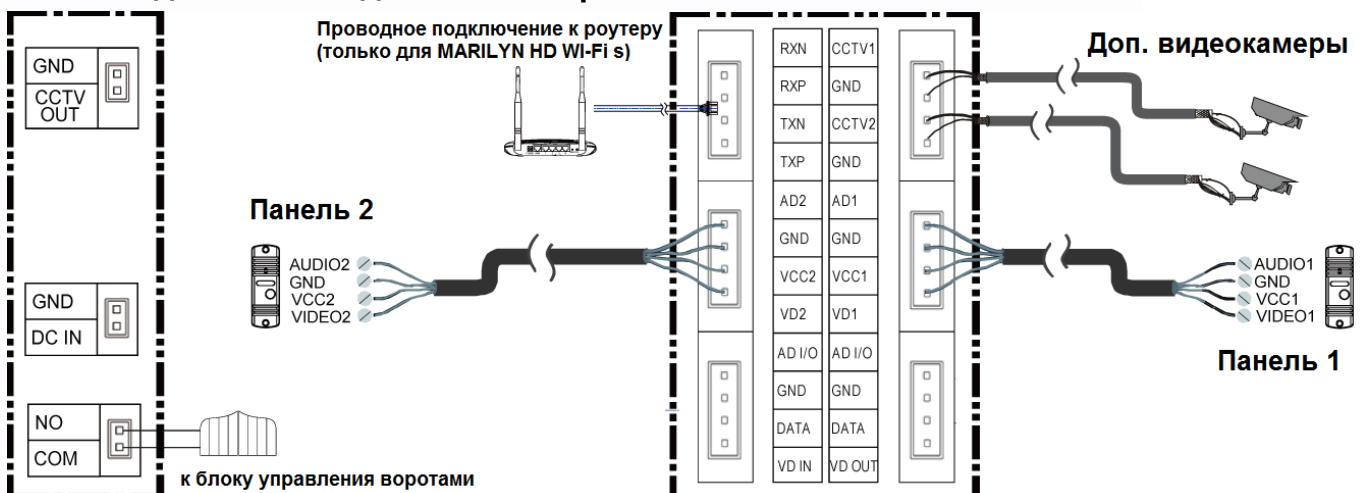 Проводное подключение к роутеру
(только для MARILYN HD WI-Fi s)
Доп. видеокамеры
GND
CCTV
OUT
GND
DC IN
NO
COM
к блоку управления воротами
Панель 2
AUDIO2
GND
VCC2
VIDEO2
RXN CCTV1
RXP GND
TXN CCTV2
TXP GND
AD2 AD1
GND GND
VCC2 VCC1
VD2 VD1
AD I/O AD I/O
GND GND
DATA DATA
VD IN VD OUT
AUDIO1
GND
VCC1
VIDEO1
Панель 1